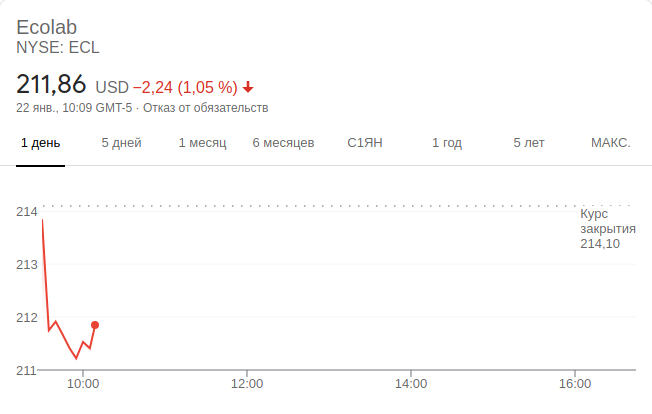 Ecolab
NYSE: ECL
211,86 USD −2,24 (1,05 %)
22 янв., 10:09 GMT-5 · Отказ от обязательств
1 день 5 дней 1 месяц 6 месяцев С1ЯН 1 год 5 лет МАКС.
214
Курс
закрытия
214,10
213
212
211
10:00 12:00 14:00 16:00